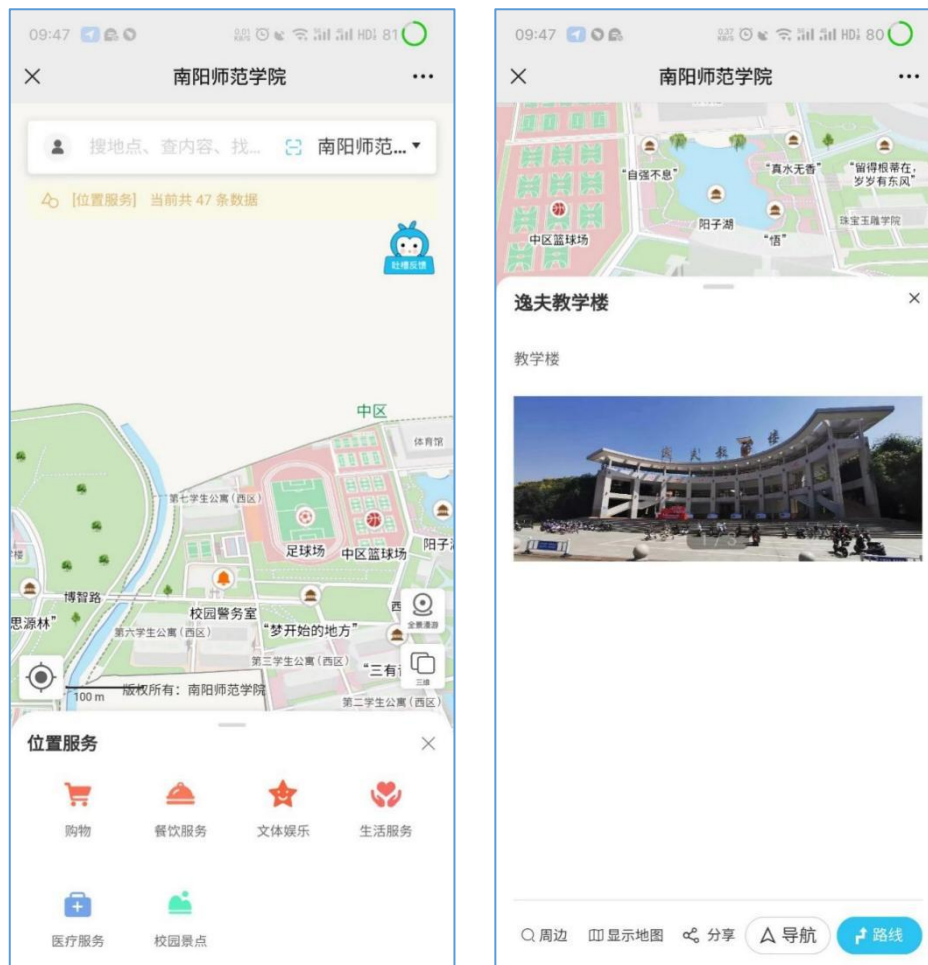 09:47
HD 81
南阳师范学院
搜地点、查内容、找...
南阳师范...
[位置服务] 当前共 47 条数据
吐槽反馈
中区
体育馆
第七学生公寓(西区)
足球场
中区篮球场
阳子
博智路
校园警务室
思源林”
第六学生公寓(西区)
“梦开始的地方”
西
全景漫游
第三学生公寓(西区)
“三有
三维
100 m
版权所有：南阳师范学院
第二学生公寓(西区)
位置服务
购物
餐饮服务
文体娱乐
生活服务
医疗服务
校园景点
09:47
HD 80
南阳师范学院
“自强不息”
“真水无香”
“留得根蒂在，
岁岁有东风”
阳子湖
珠宝玉雕学院
中区篮球场
“悟”
逸夫教学楼
教学楼
逸夫教学楼
周边
显示地图
分享
导航
路线